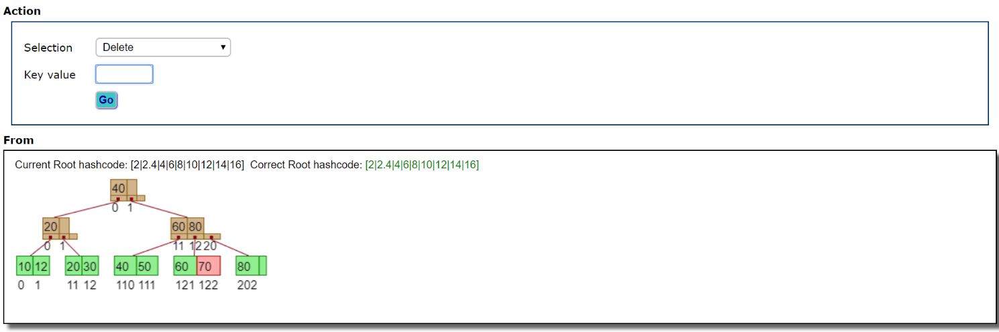 Action
Selection Delete
Key value
Go
From
Current Root hashcode: [2|2.4|4|6|8|10|12|14|16] Correct Root hashcode: [2|2.4|4|6|8|10|12|14|16]
40
0 1
20 60 80
0 1 11 12 20
10 12 20 30 40 50 60 70 80
0 1 11 12 110 111 121 122 202